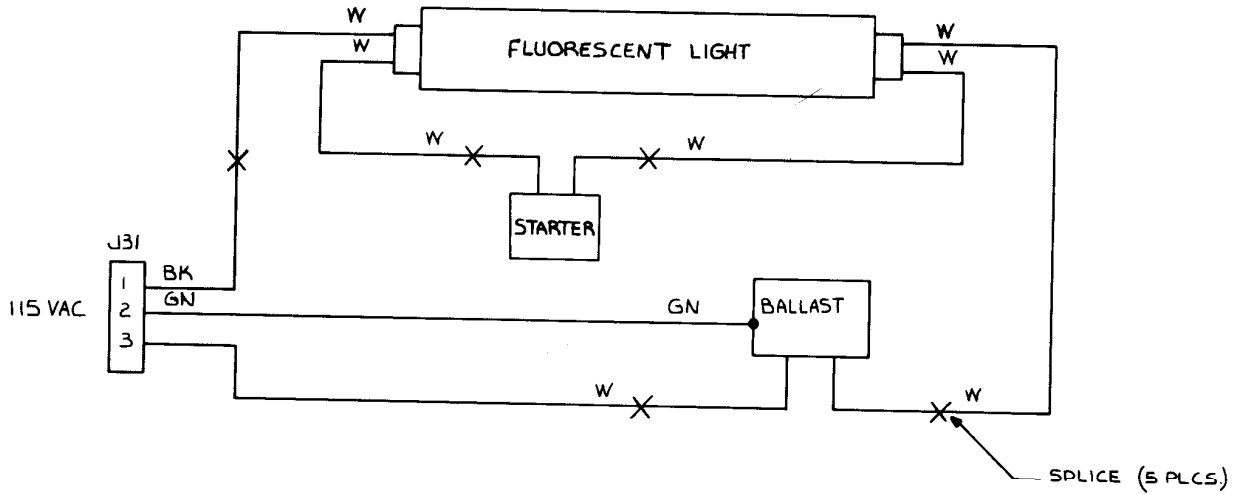 W
W
FLUORESCENT LIGHT
W
W
W
W
STARTER
J31
115 VAC
1
BK
2
GN
3
GN
BALLAST
W
W
SPLICE (5 PLCS.)